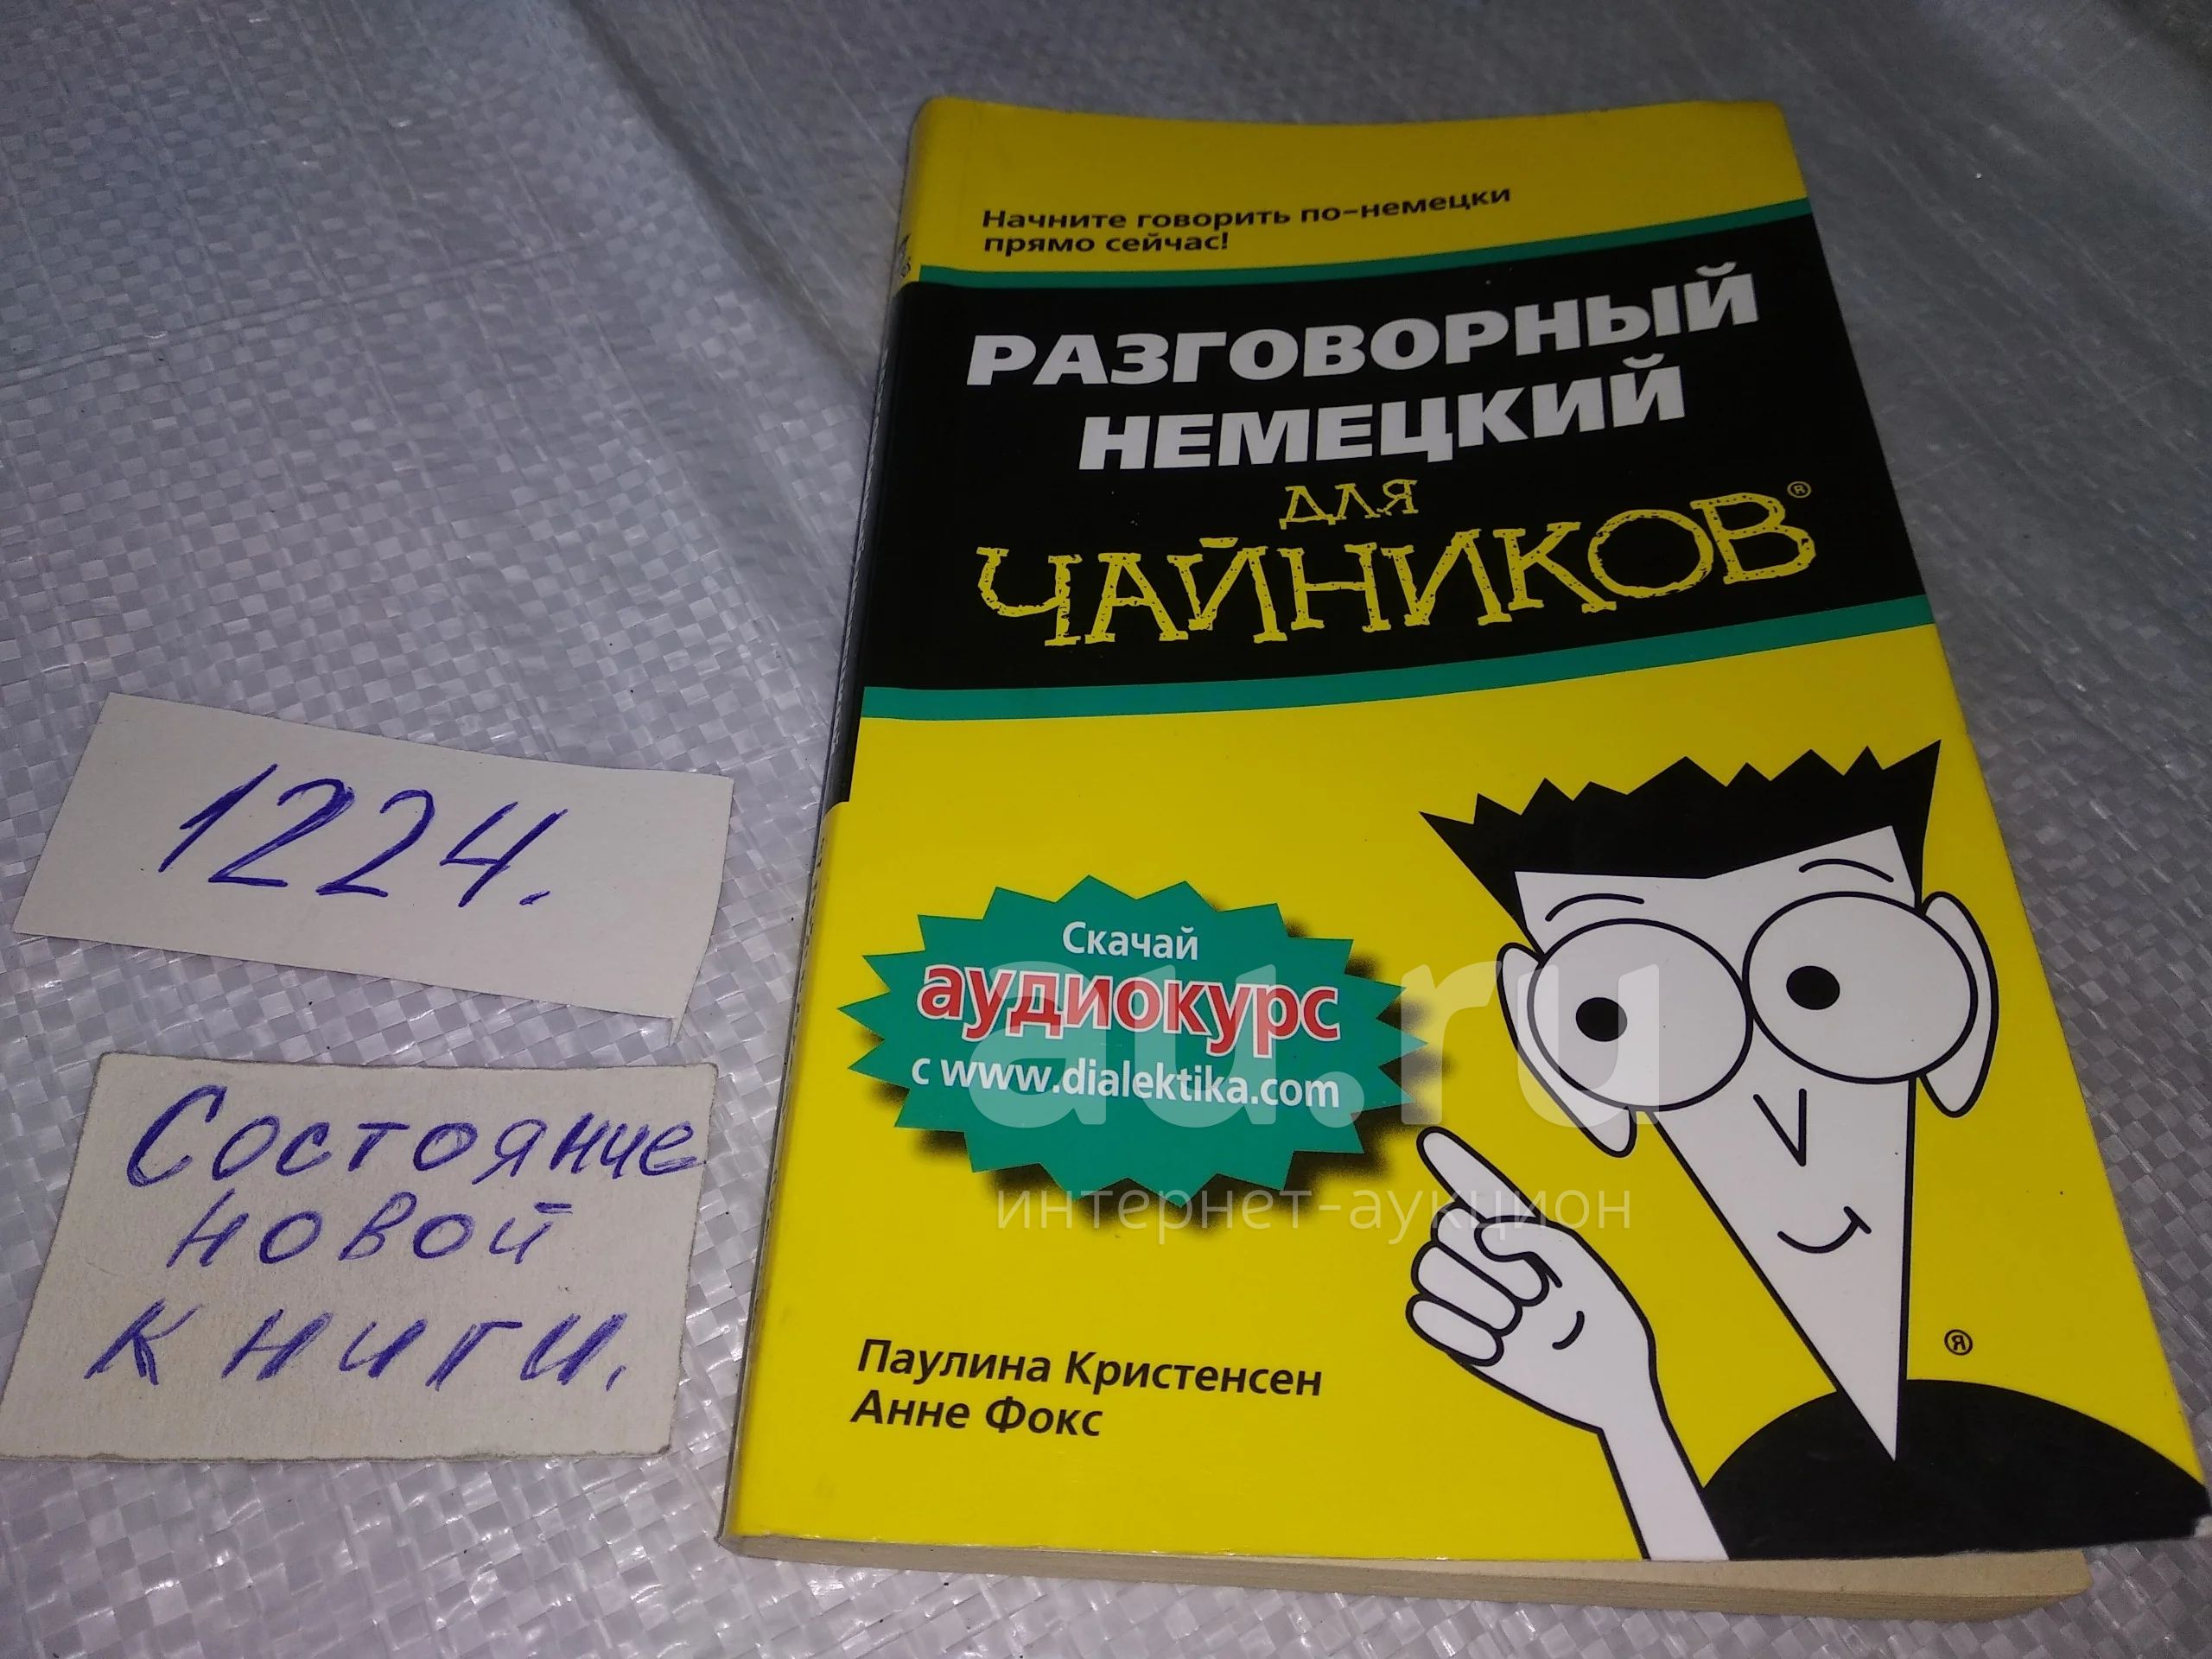 Начните говорить по-немецки
прямо сейчас!
РАЗГОВОРНЫЙ
НЕМЕЦКИЙ
ДЛЯ
ЧАЙНИКОВ®
1224.
Скачай
аудиокурс
с www.dialektika.com
au.ru
интернет-аукцион
Состояние
новой
книги.
®
Паулина Кристенсен
Анне Фокс